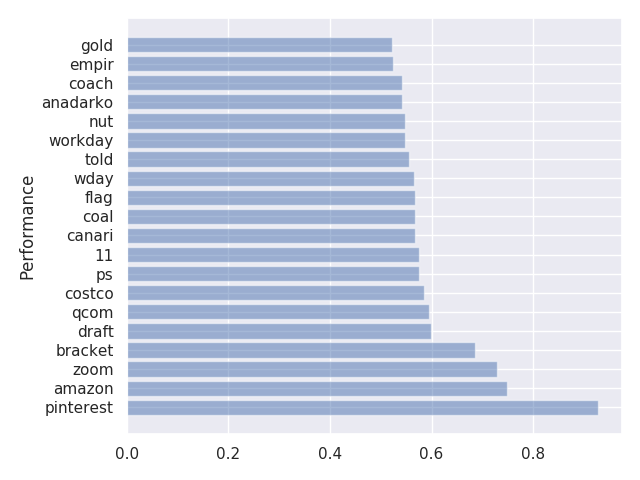 gold
empir
coach
anadarko
nut
workday
told
wday
flag
coal
canari
11
ps
costco
qcom
draft
bracket
zoom
amazon
pinterest
Performance
0.0 0.2 0.4 0.6 0.8